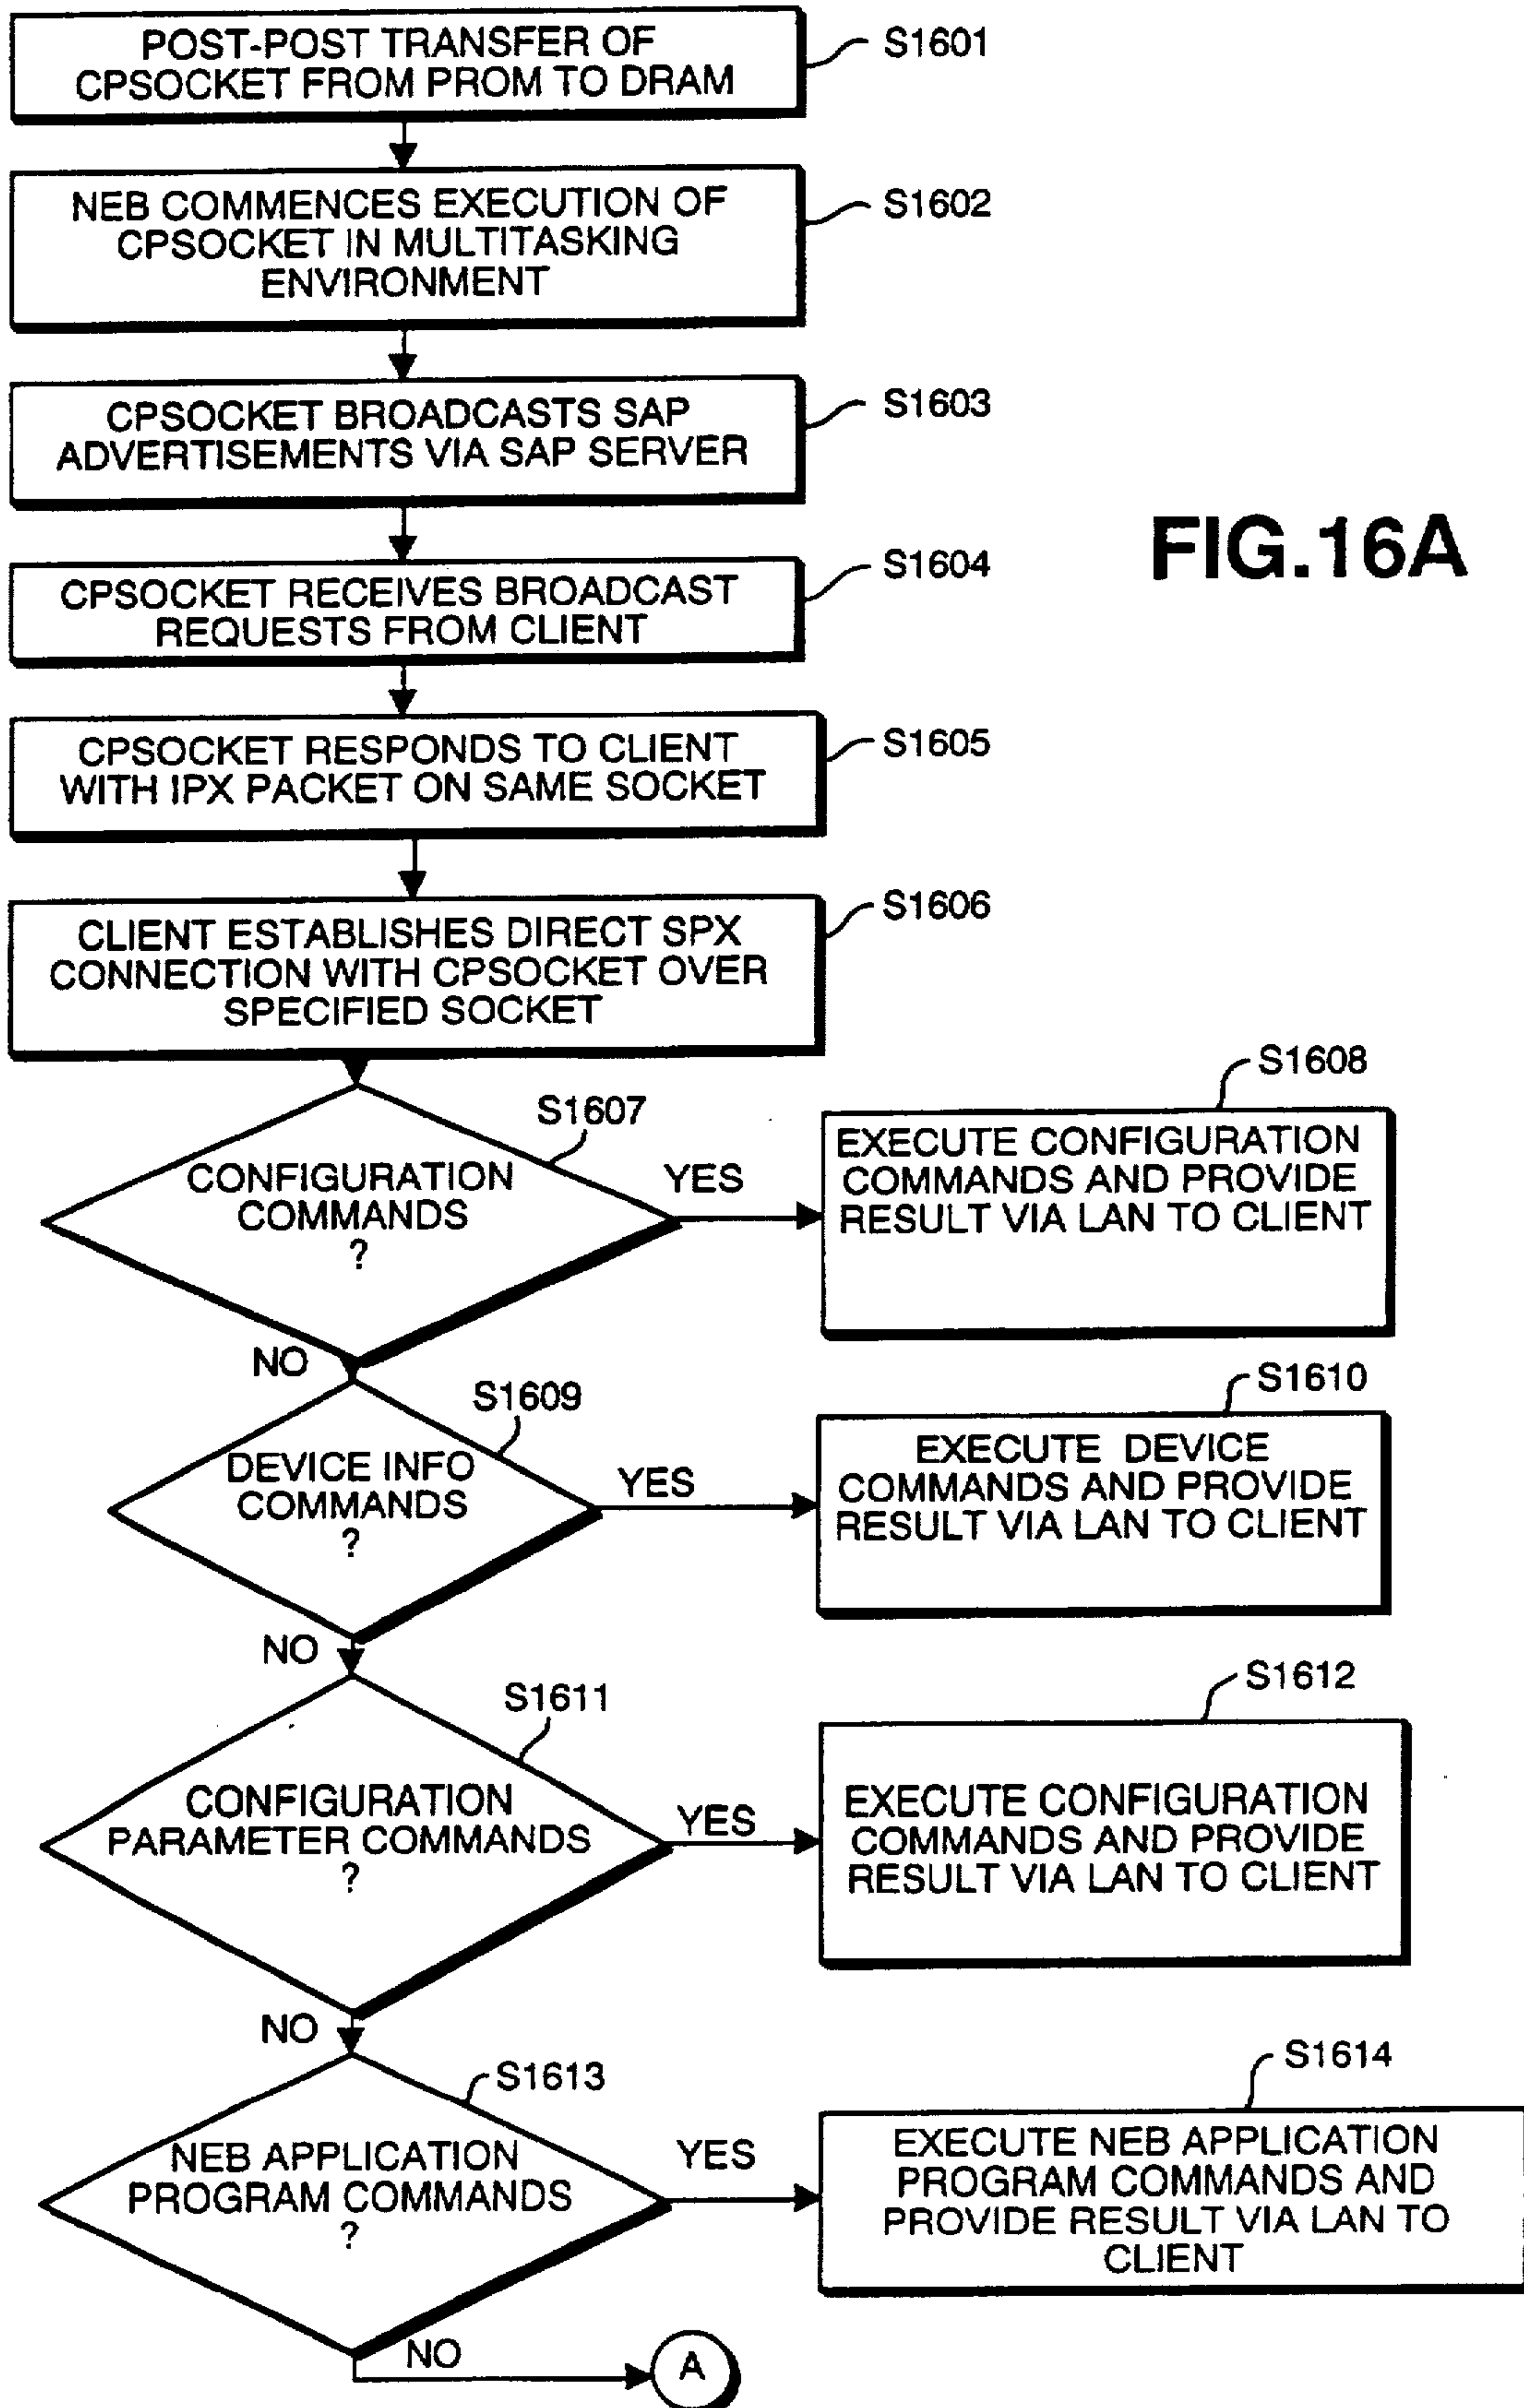 POST-POST TRANSFER OF
CPSOCKET FROM PROM TO DRAM
S1601
NEB COMMENCES EXECUTION OF
CPSOCKET IN MULTITASKING
ENVIRONMENT
S1602
CPSOCKET BROADCASTS SAP
ADVERTISEMENTS VIA SAP SERVER
S1603
FIG.16A
CPSOCKET RECEIVES BROADCAST
REQUESTS FROM CLIENT
S1604
CPSOCKET RESPONDS TO CLIENT
WITH IPX PACKET ON SAME SOCKET
S1605
CLIENT ESTABLISHES DIRECT SPX
CONNECTION WITH CPSOCKET OVER
SPECIFIED SOCKET
S1606
S1607
CONFIGURATION
COMMANDS
?
YES
S1608
EXECUTE CONFIGURATION
COMMANDS AND PROVIDE
RESULT VIA LAN TO CLIENT
NO
S1609
DEVICE INFO
COMMANDS
?
YES
S1610
EXECUTE DEVICE
COMMANDS AND PROVIDE
RESULT VIA LAN TO CLIENT
NO
S1611
CONFIGURATION
PARAMETER COMMANDS
?
YES
S1612
EXECUTE CONFIGURATION
COMMANDS AND PROVIDE
RESULT VIA LAN TO CLIENT
NO
S1613
NEB APPLICATION
PROGRAM COMMANDS
?
YES
S1614
EXECUTE NEB APPLICATION
PROGRAM COMMANDS AND
PROVIDE RESULT VIA LAN TO
CLIENT
NO
A